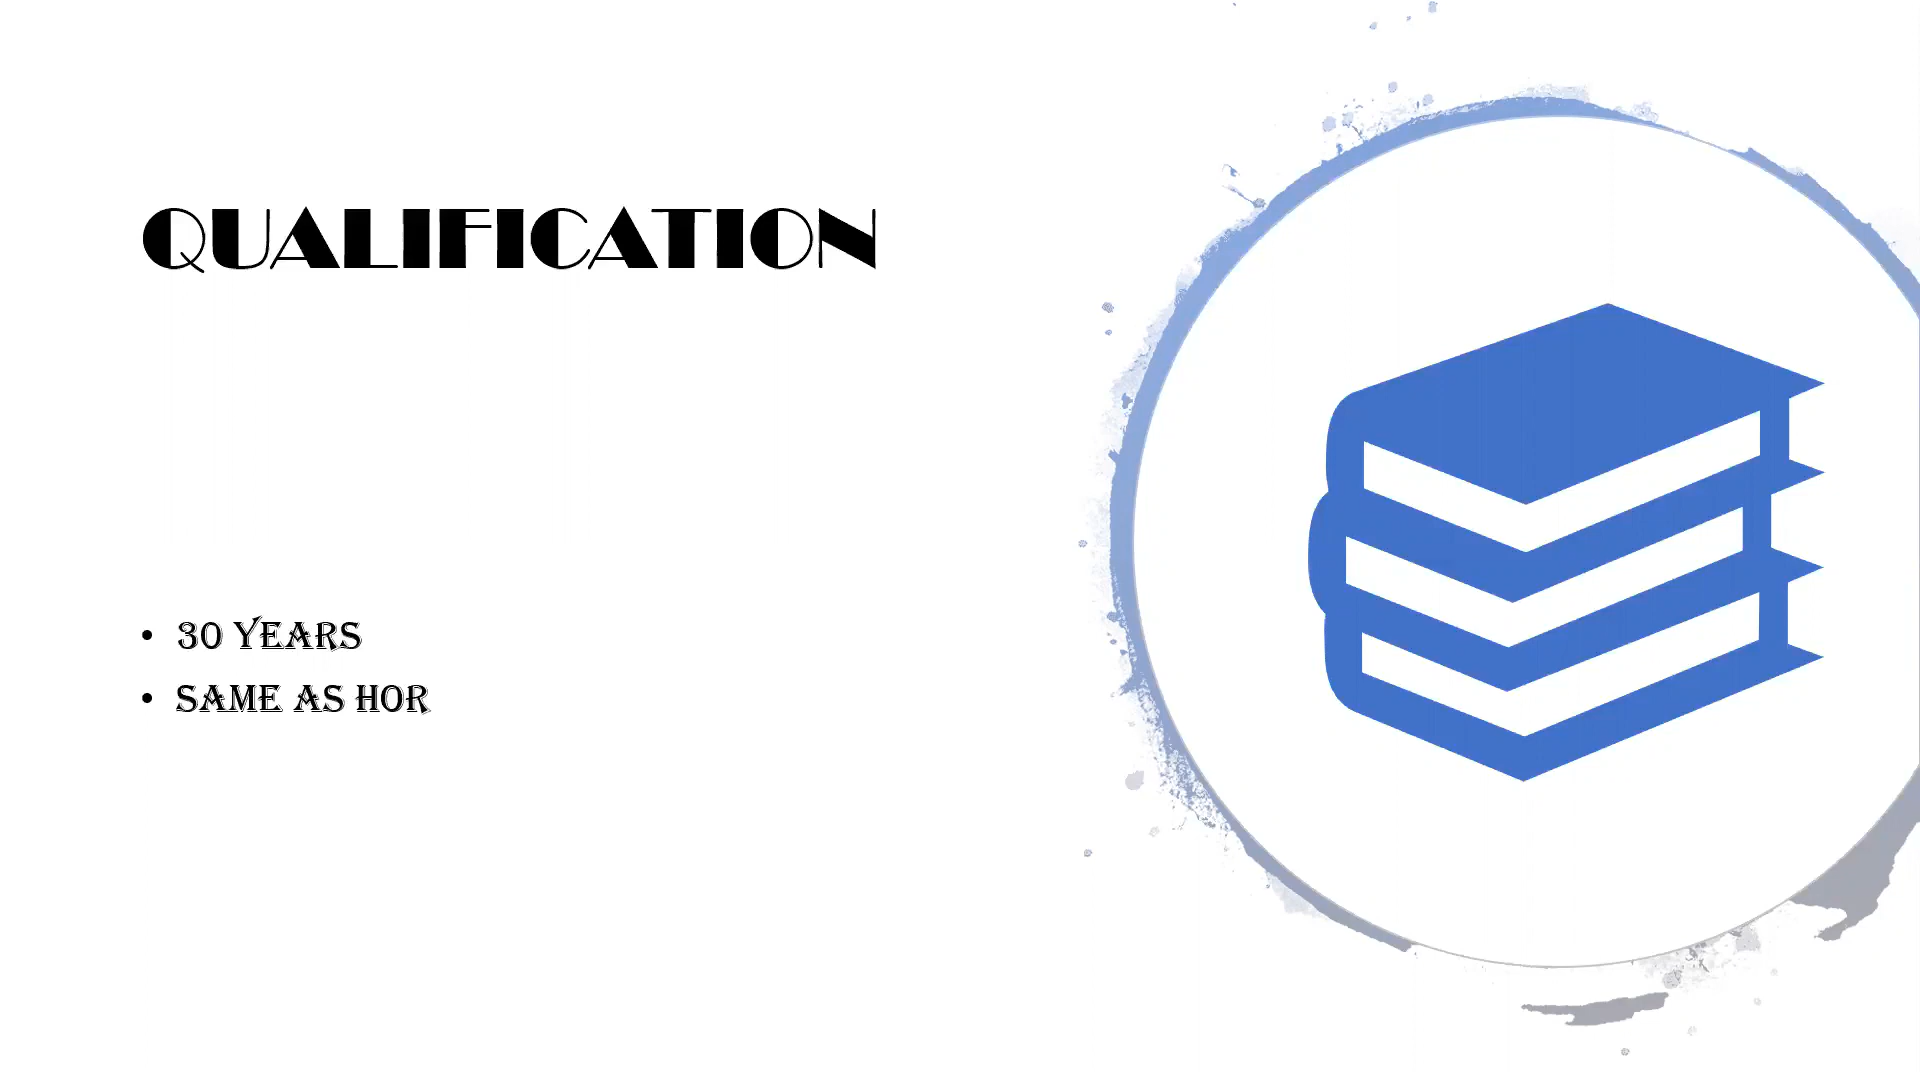 QUALIFICATION
• 30 YEARS
• SAME AS HOR